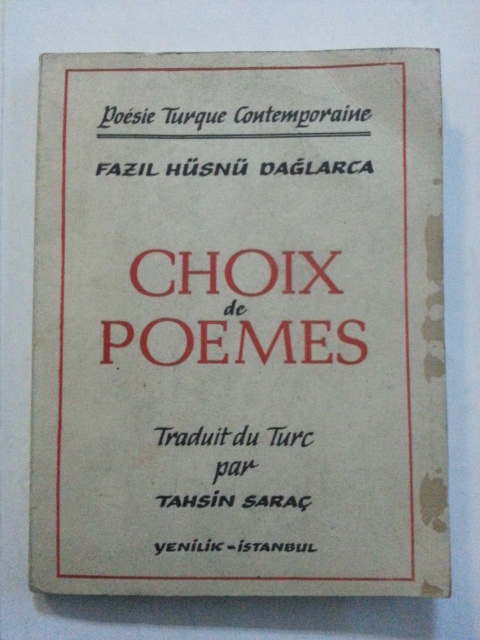 Poésie Turque Contemporaine
FAZIL HÜSNÜ DAĞLARCA
CHOIX
de
POEMES
Traduit du Turc
par
TAHSİN SARAÇ
YENİLİK - İSTANBUL